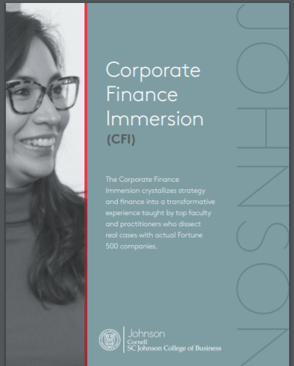 Corporate
Finance
Immersion
(CFI)
The Corporate Finance
Immersion crystallizes strategy
and finance into a transformative
experience taught by top faculty
and practitioners who dissect
real cases with actual Fortune
500 companies.
JOHNSON
Johnson
Cornell
SC Johnson College of Business